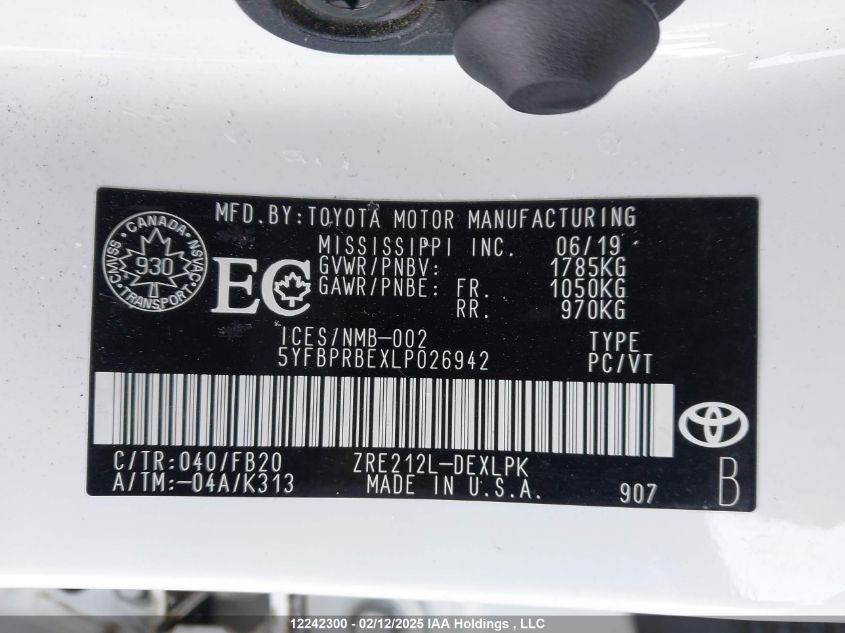 MFD.BY:TOYOTA MOTOR MANUFACTURING
MISSISSIPPI INC. 06/19
GVWR/PNBV: 1785KG
GAWR/PNBE: FR. 1050KG
RR. 970KG
CANADA
CMVSS 930 NSVAC
TRANSPORT
EC
ICES/NMB-002 TYPE
5YFBPRBEXLP026942 PC/VT
C/TR:040/FB20 ZRE212L-DEXLPK
A/TM:-04A/K313 MADE IN U.S.A. 907 B
12242300 - 02/12/2025 IAA Holdings , LLC